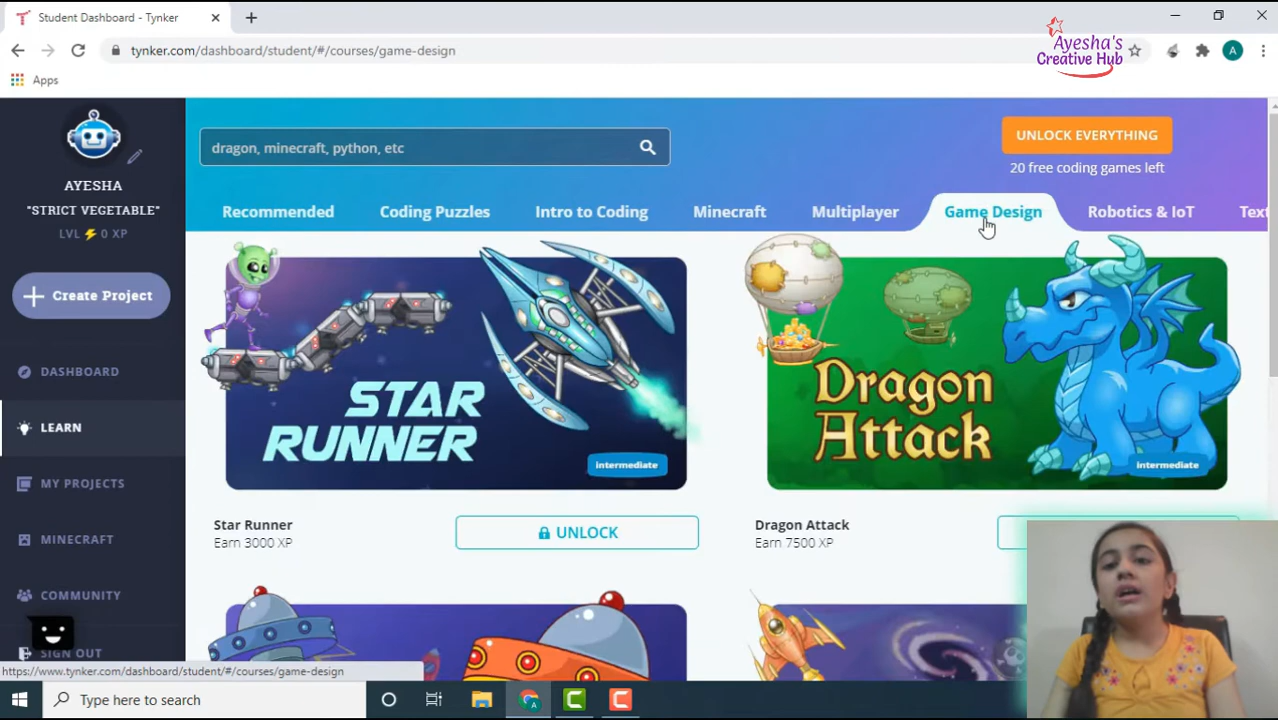 Student Dashboard - Tynker
tynker.com/dashboard/student/#/courses/game-design
Ayesha's
Creative Hub
A
Apps
dragon, minecraft, python, etc
UNLOCK EVERYTHING
20 free coding games left
AYESHA
"STRICT VEGETABLE"
LVL 0 XP
Recommended Coding Puzzles Intro to Coding Minecraft Multiplayer Game Design Robotics & IoT Text
Create Project
DASHBOARD
LEARN
MY PROJECTS
MINECRAFT
COMMUNITY
SIGN OUT
STAR
RUNNER
intermediate
Dragon
Attack
intermediate
Star Runner
Earn 3000 XP
UNLOCK
Dragon Attack
Earn 7500 XP
https://www.tynker.com/dashboard/student/#/courses/game-design
Type here to search